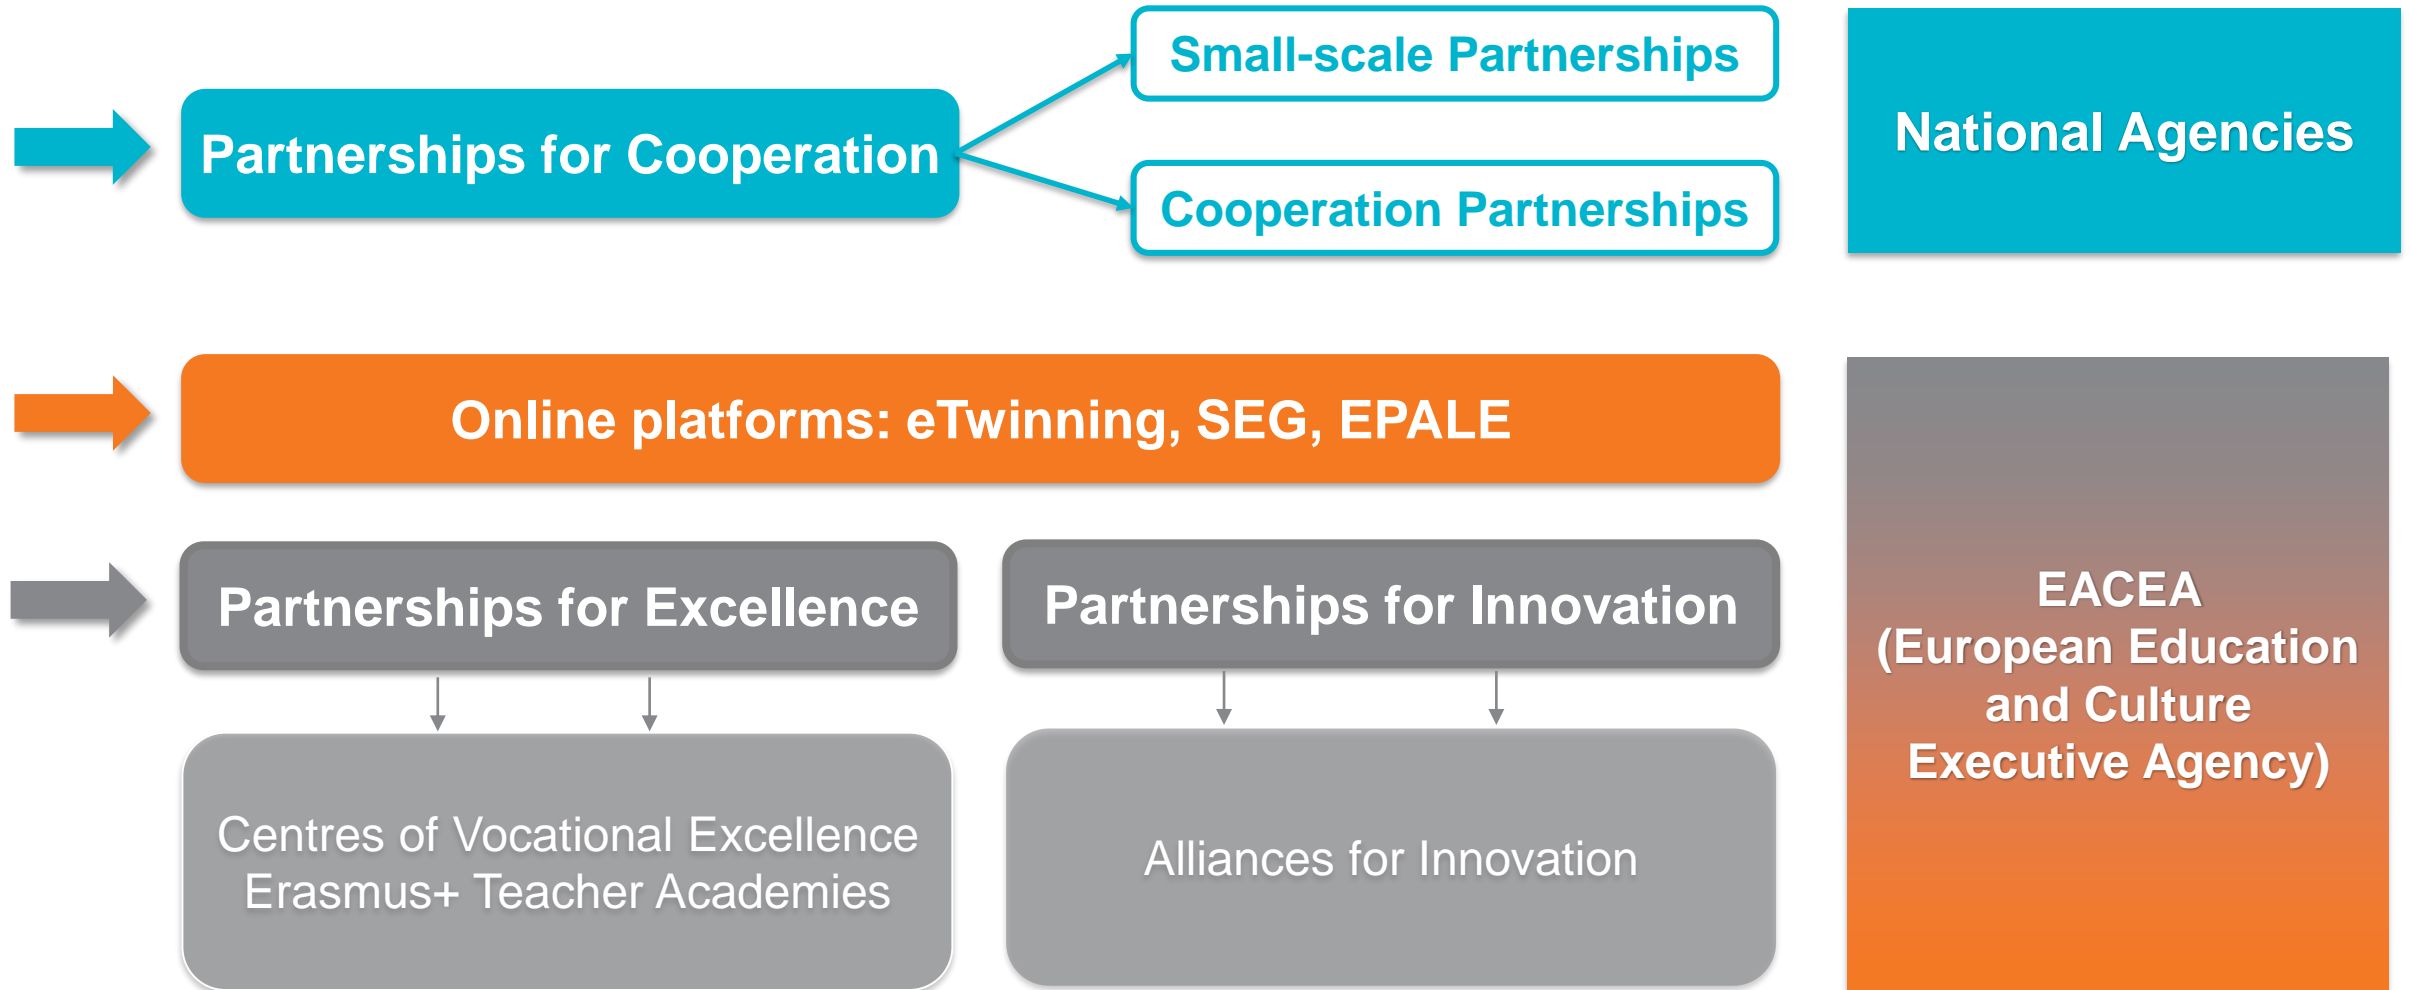 Small-scale Partnerships
Partnerships for Cooperation
Cooperation Partnerships
National Agencies
Online platforms: eTwinning, SEG, EPALE
Partnerships for Excellence
Partnerships for Innovation
Centres of Vocational Excellence
Erasmus+ Teacher Academies
Alliances for Innovation
EACEA
(European Education
and Culture
Executive Agency)